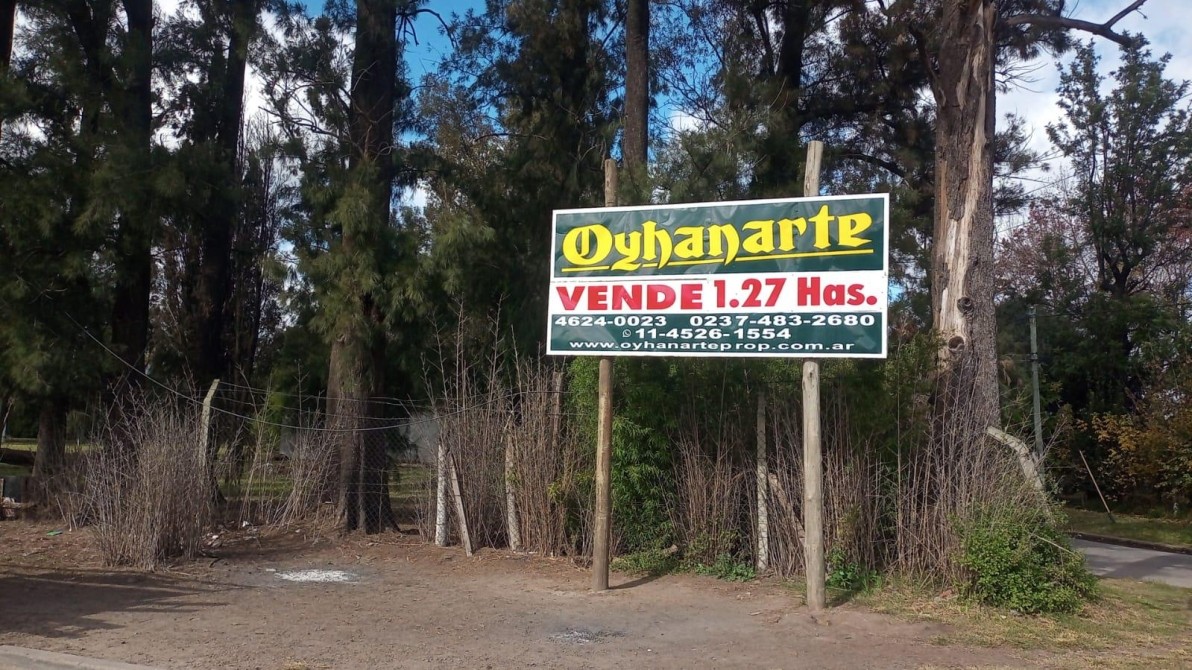 Oyhanarte
VENDE 1.27 Has.
4624-0023 0237-483-2680
11-4526-1554
www.oyhanarteprop.com.ar